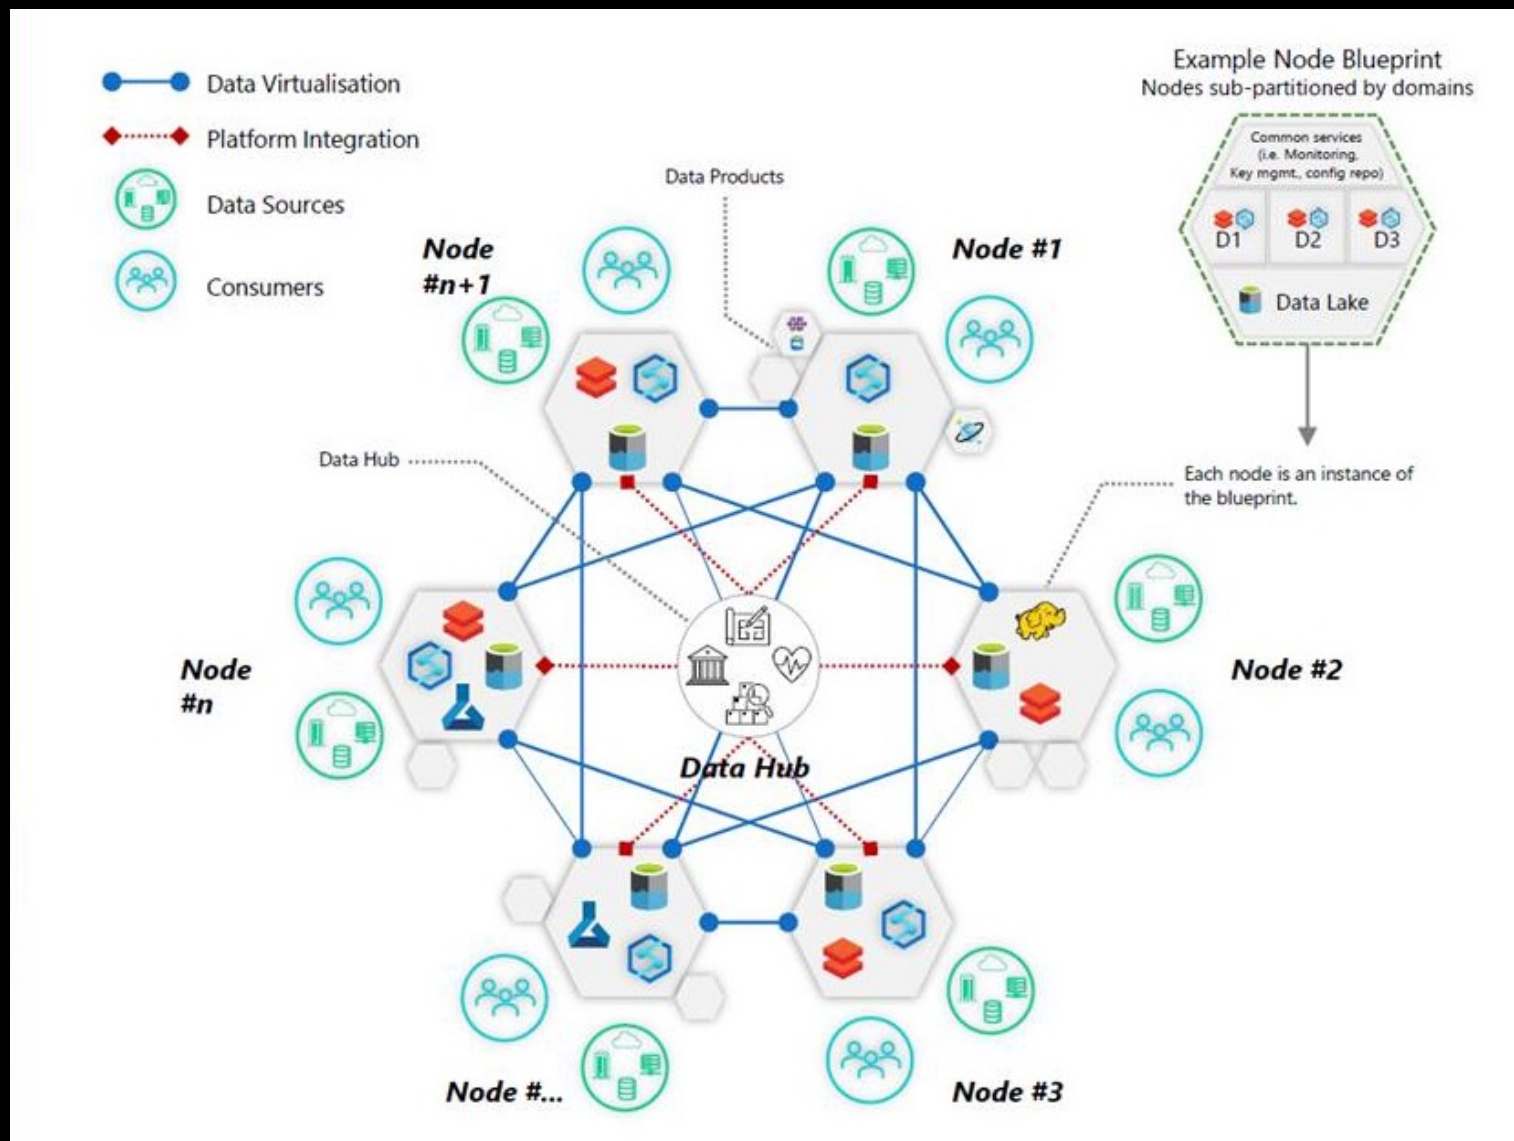 Data Virtualisation
Platform Integration
Data Sources
Consumers
Example Node Blueprint
Nodes sub-partitioned by domains
Common services
(i.e. Monitoring,
Key mgmt., config repo)
D1 D2 D3
Data Lake
Data Products
Node
#n+1
Node #1
Data Hub
Each node is an instance of
the blueprint.
Node
#n
Node #2
Data Hub
Node #...
Node #3